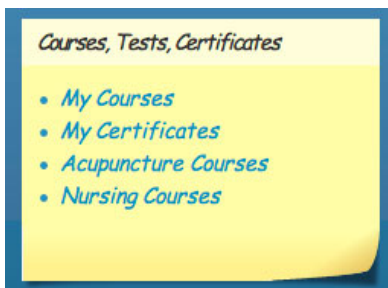 Courses, Tests, Certificates
My Courses
My Certificates
Acupuncture Courses
Nursing Courses